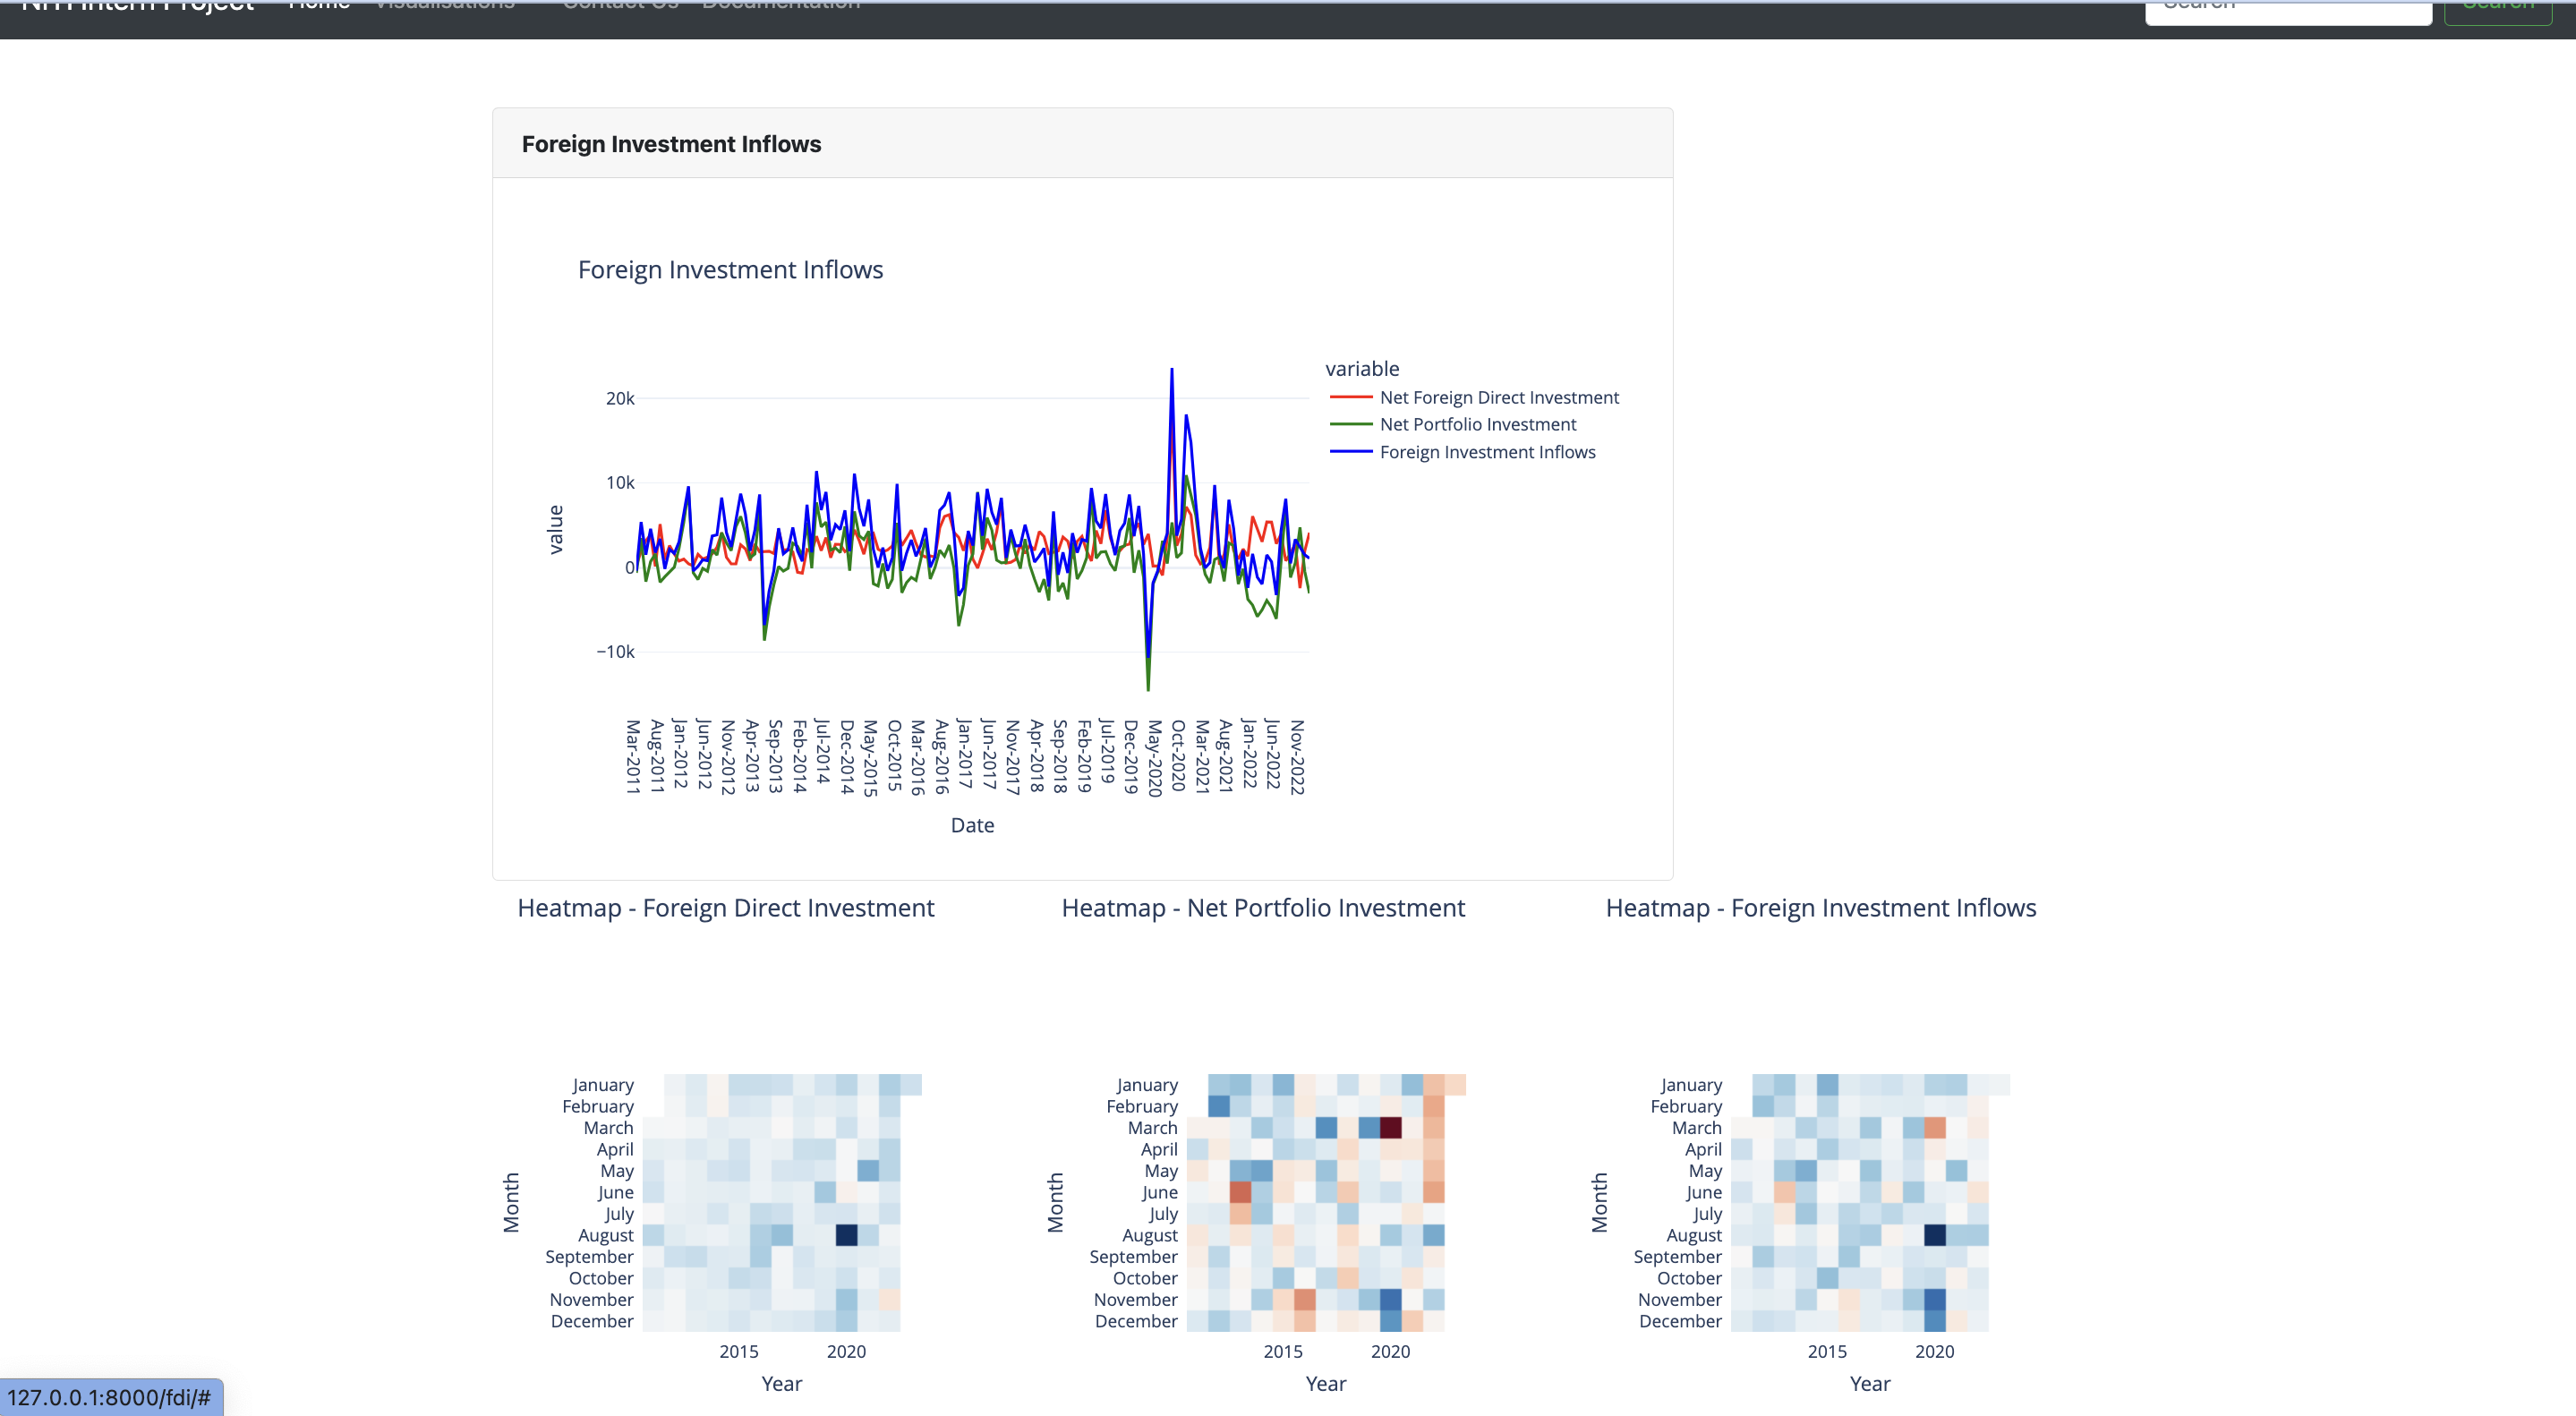 Home Visualisations Contact Us Documentation Search Search
Foreign Investment Inflows
Foreign Investment Inflows
value
20k
10k
0
−10k
variable
Net Foreign Direct Investment
Net Portfolio Investment
Foreign Investment Inflows
Mar-2011
Aug-2011
Jan-2012
Jun-2012
Nov-2012
Apr-2013
Sep-2013
Feb-2014
Jul-2014
Dec-2014
May-2015
Oct-2015
Mar-2016
Aug-2016
Jan-2017
Jun-2017
Nov-2017
Apr-2018
Sep-2018
Feb-2019
Jul-2019
Dec-2019
May-2020
Oct-2020
Mar-2021
Aug-2021
Jan-2022
Jun-2022
Nov-2022
Date
Heatmap - Foreign Direct Investment
Month
January
February
March
April
May
June
July
August
September
October
November
December
2015 2020
Year
Heatmap - Net Portfolio Investment
Month
January
February
March
April
May
June
July
August
September
October
November
December
2015 2020
Year
Heatmap - Foreign Investment Inflows
Month
January
February
March
April
May
June
July
August
September
October
November
December
2015 2020
Year
127.0.0.1:8000/fdi/#